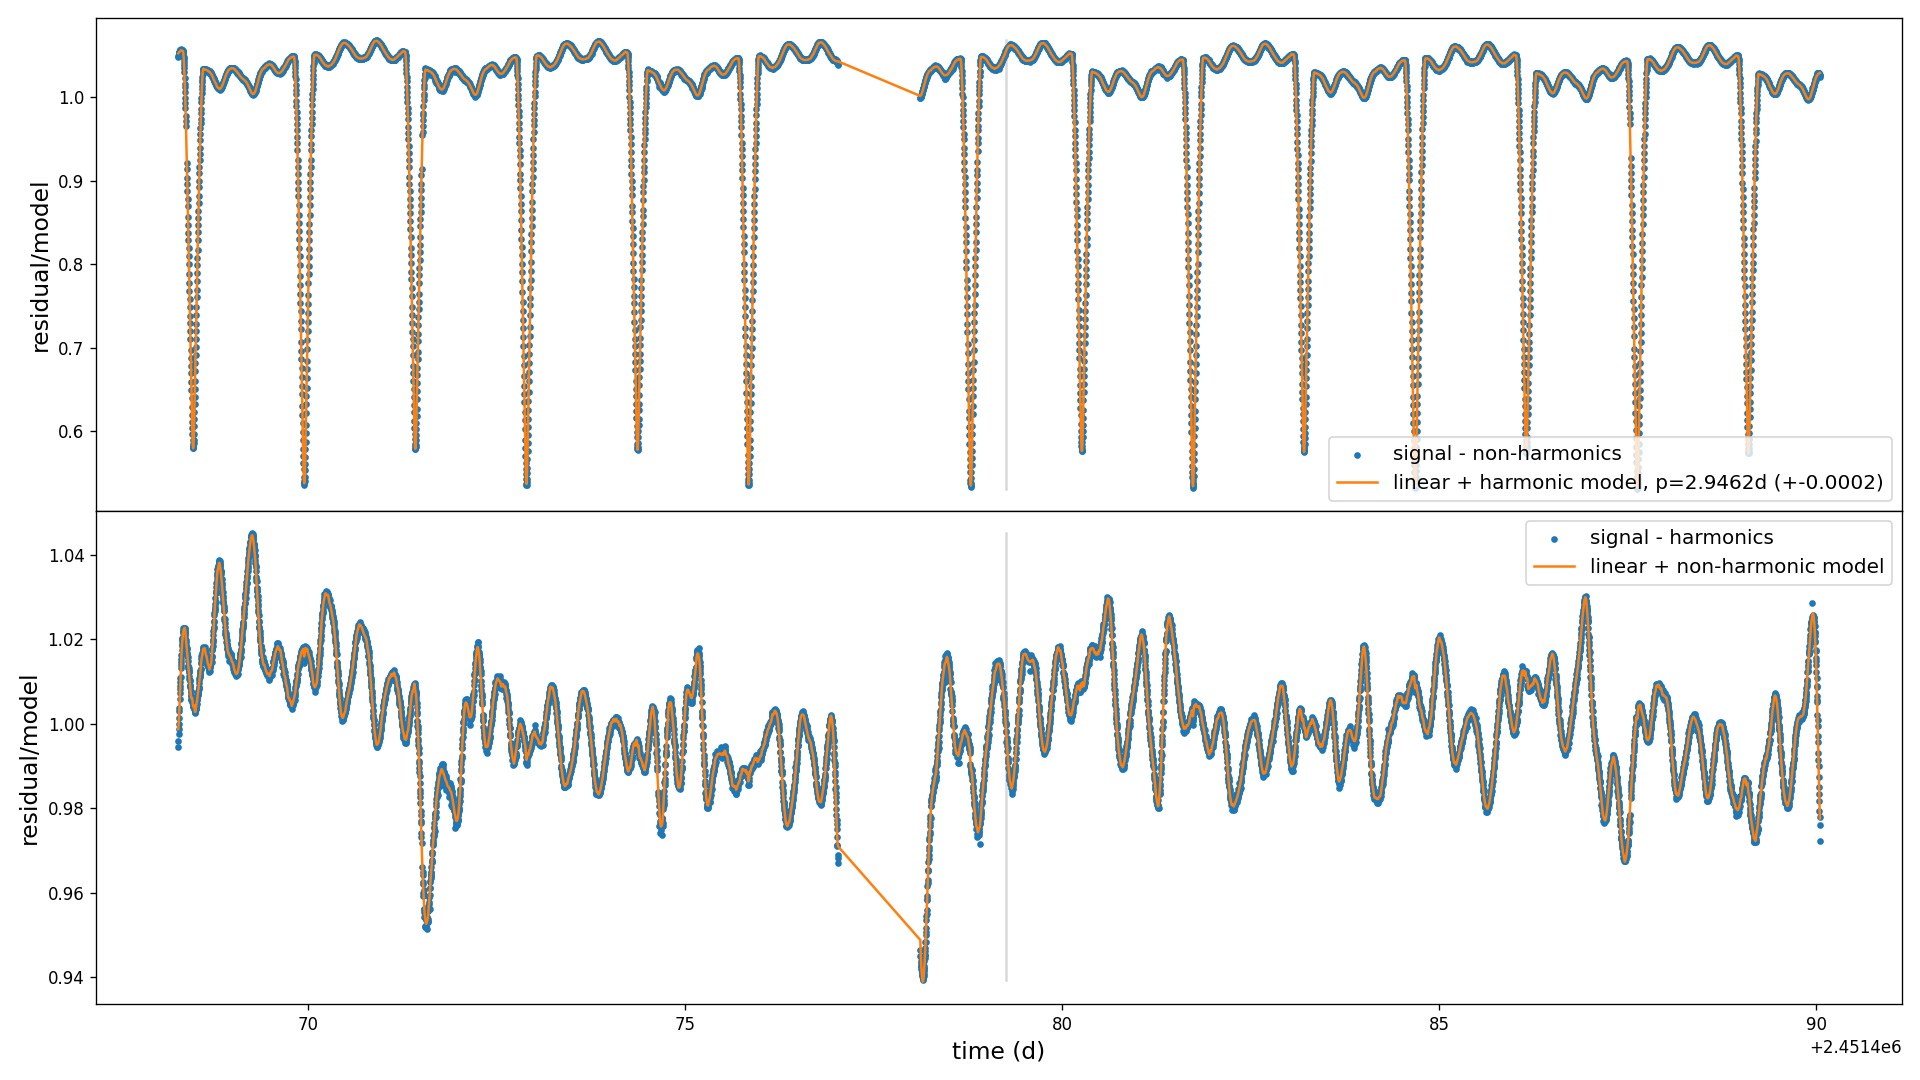 1.0
0.9
0.8
0.7
0.6
residual/model
signal - non-harmonics
linear + harmonic model, p=2.9462d (+-0.0002)
1.04
1.02
1.00
0.98
0.96
0.94
residual/model
signal - harmonics
linear + non-harmonic model
70 75 80 85 90
time (d)
+2.4514e6